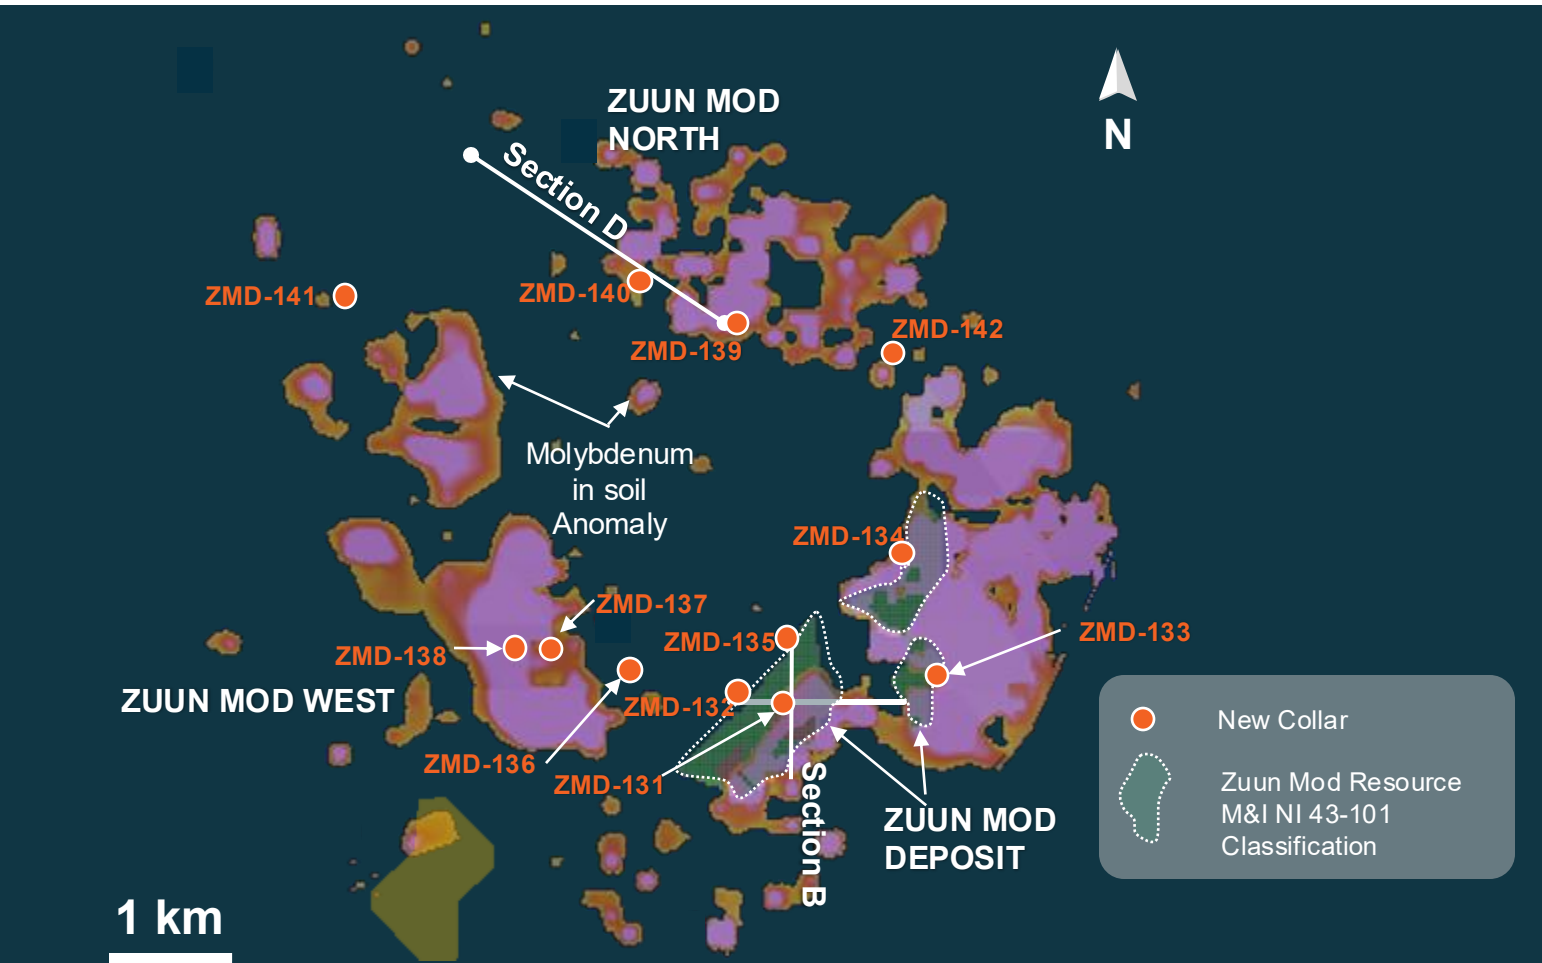 ZUUN MOD
NORTH
N
Section D
ZMD-141
ZMD-140
ZMD-139
ZMD-142
Molybdenum
in soil
Anomaly
ZMD-134
ZMD-137
ZMD-135
ZMD-133
ZMD-138
ZUUN MOD WEST
ZMD-132
ZMD-136
ZMD-131
Section B
ZUUN MOD
DEPOSIT
New Collar
Zuun Mod Resource
M&I NI 43-101
Classification
1 km